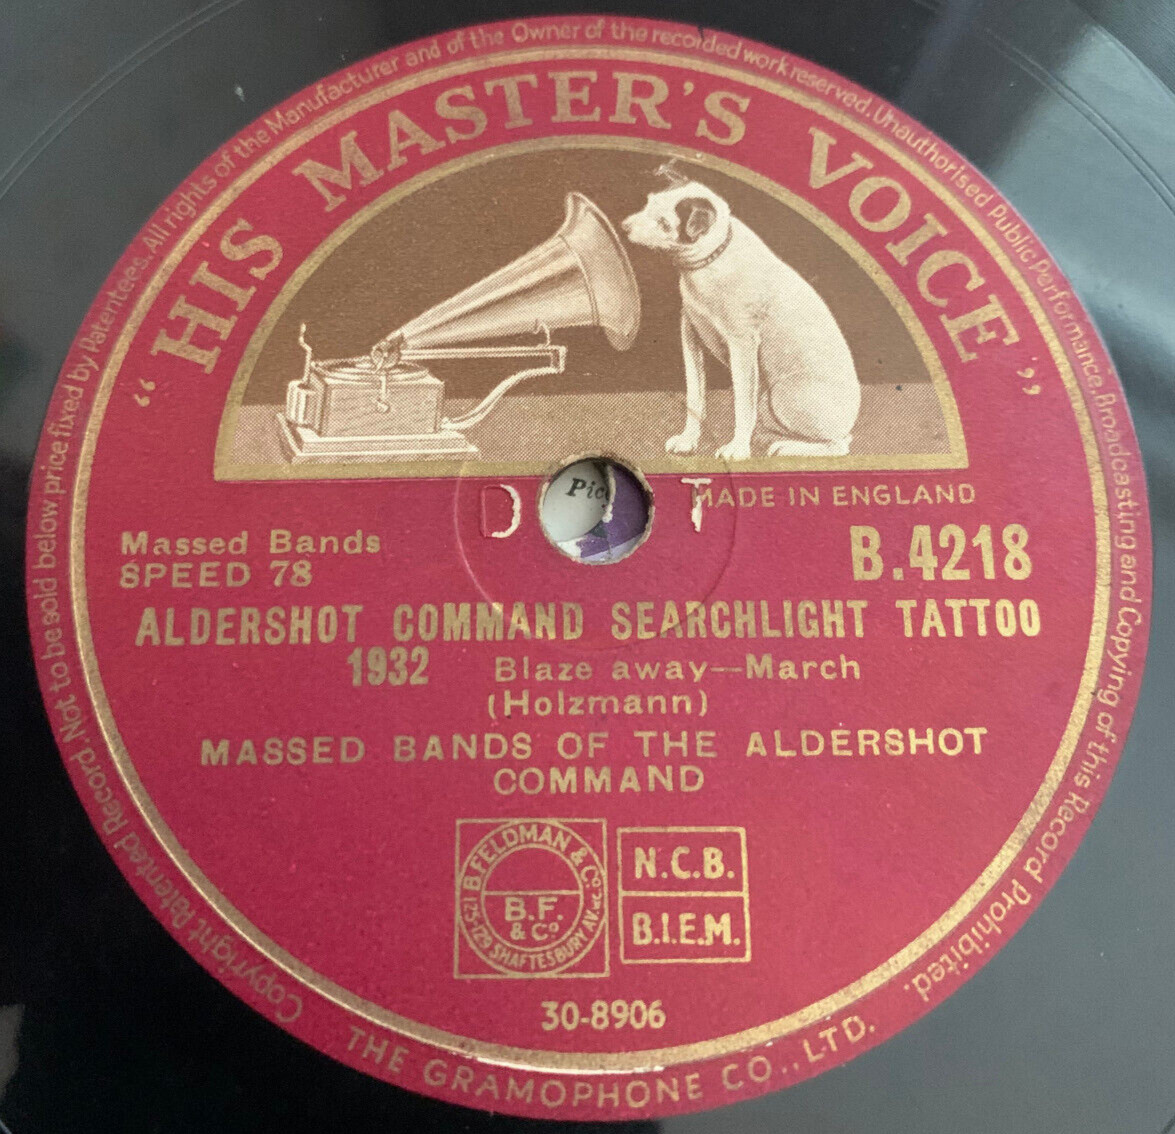 Copyright Patented Record. Not to be sold below price fixed by Patentees. All rights of the Manufacturer and of the Owner of the recorded work reserved. Unauthorised Public Performance, Broadcasting and Copying of this Record Prohibited.
“HIS MASTER'S VOICE”
Pic
D T
MADE IN ENGLAND
Massed Bands
B.4218
SPEED 78
ALDERSHOT COMMAND SEARCHLIGHT TATTOO
1932 Blaze away—March
(Holzmann)
MASSED BANDS OF THE ALDERSHOT
COMMAND
B. FELDMAN & Co
B.F.
& Co
125-129 SHAFTESBURY AV. W.C.
N.C.B.
B.I.E.M.
30-8906
THE GRAMOPHONE CO., LTD.